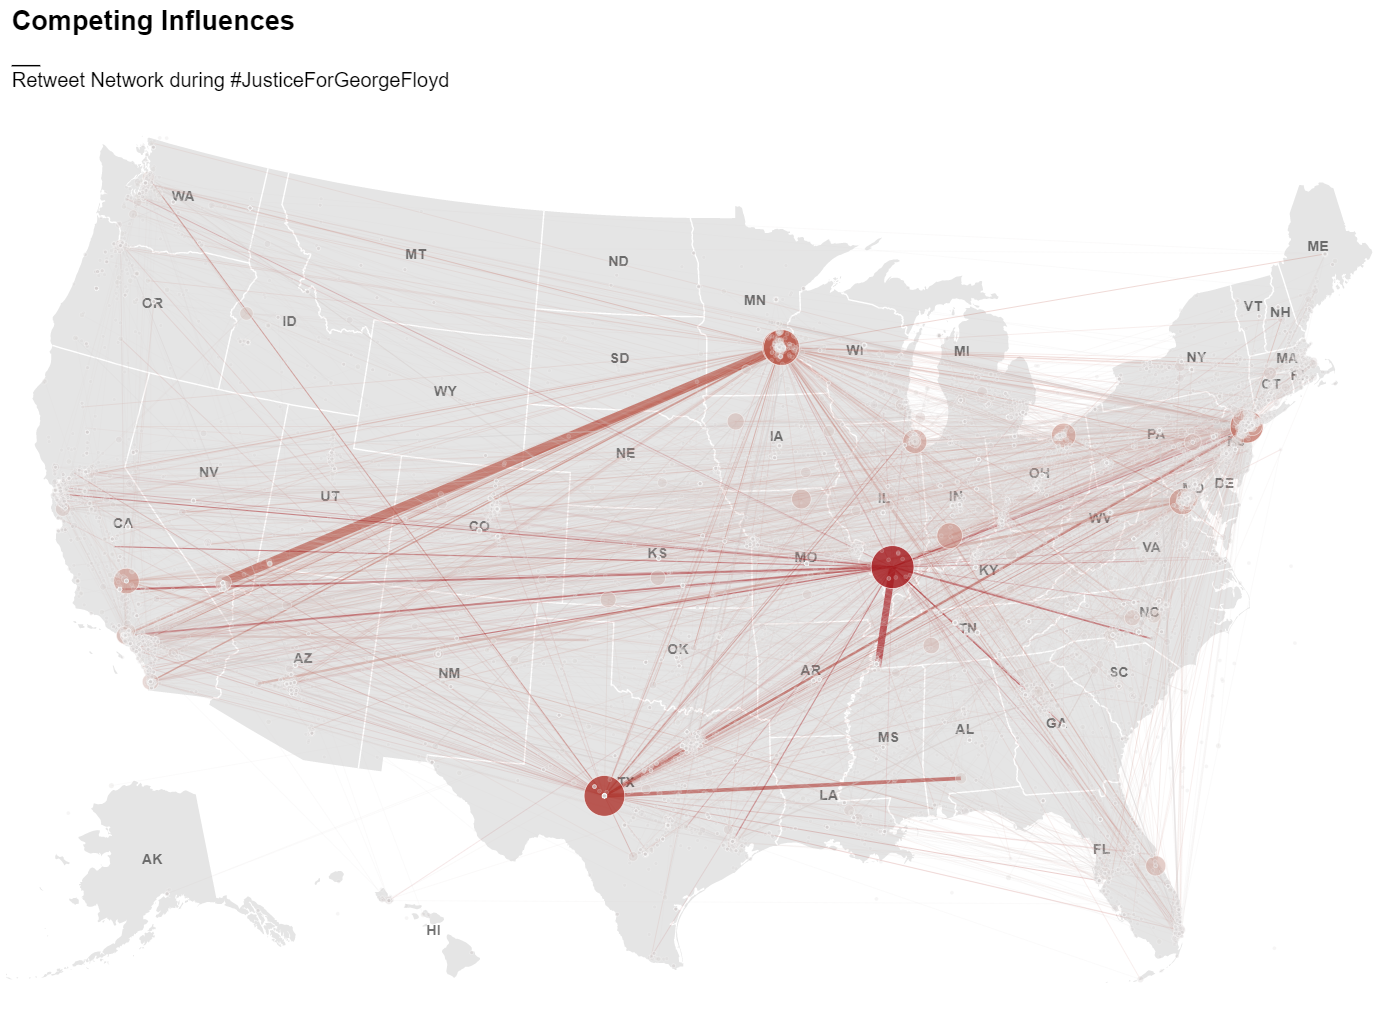 Competing Influences
Retweet Network during #JusticeForGeorgeFloyd
WA
MT
ND
MN
ME
OR
ID
SD
WI
MI
VT
NH
NY
MA
CT
WY
IA
NE
PA
NV
UT
CO
IL
IN
OH
DE
CA
KS
MO
KY
WV
VA
AZ
NM
OK
AR
TN
NC
SC
MS
AL
GA
TX
LA
FL
AK
HI